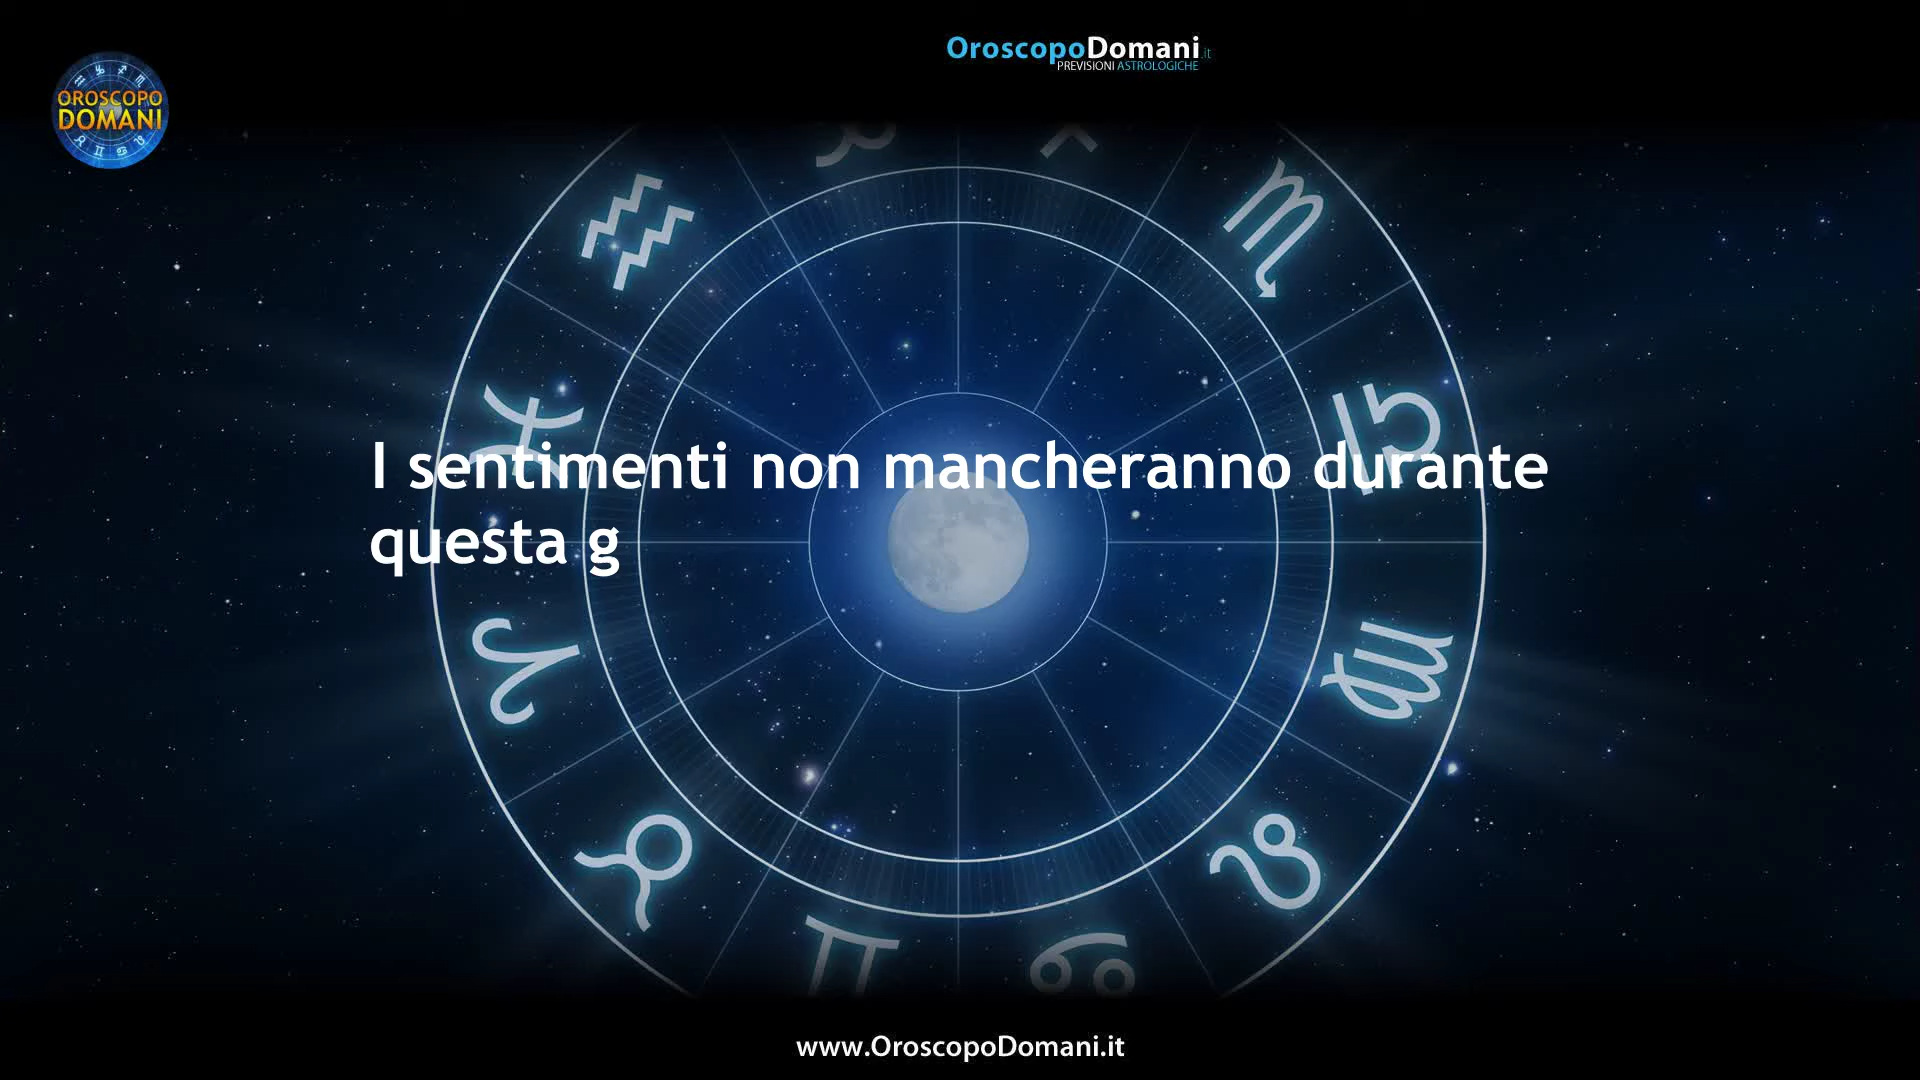 OroscopoDomani.it
PREVISIONI ASTROLOGICHE
OROSCOPO
DOMANI
I sentimenti non mancheranno durante
questa g
www.OroscopoDomani.it